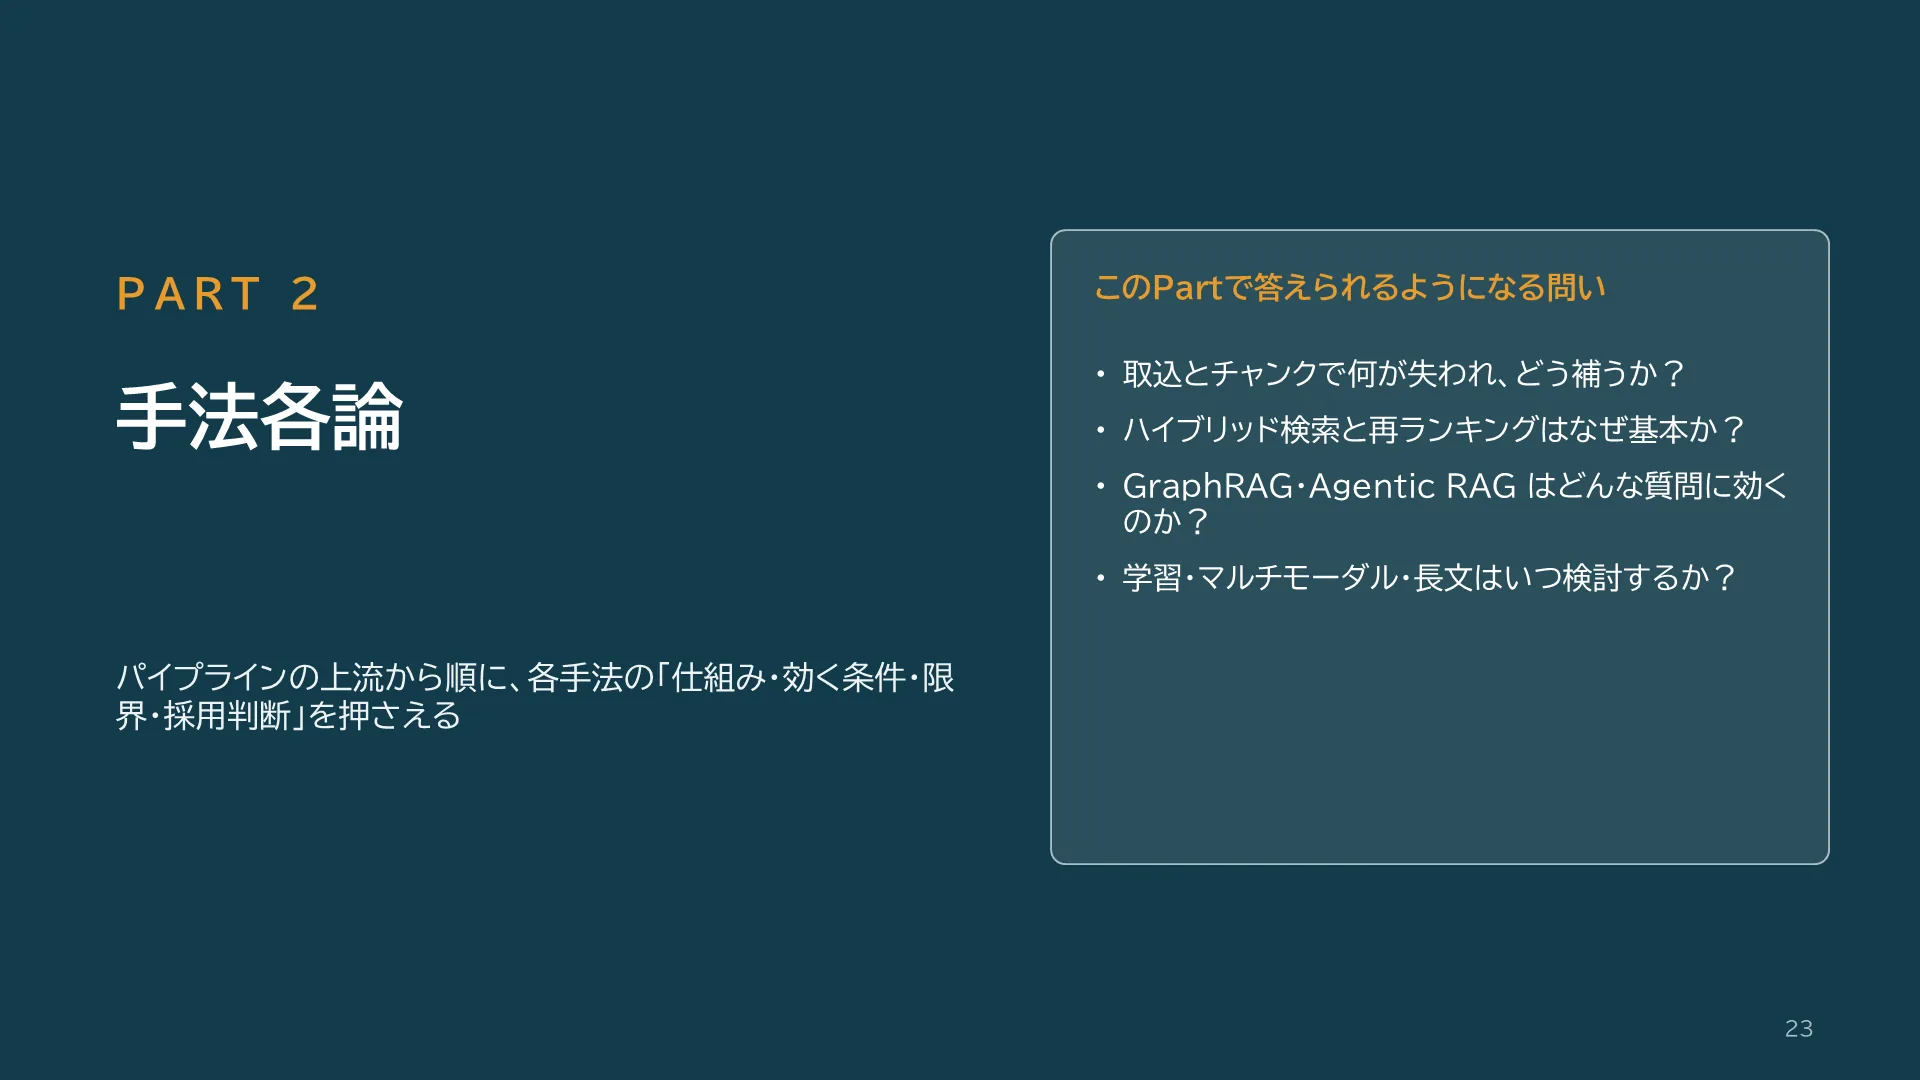 PART 2
手法各論
パイプラインの上流から順に、各手法の「仕組み・効く条件・限
界・採用判断」を押さえる
このPartで答えられるようになる問い
• 取込とチャンクで何が失われ、どう補うか？
• ハイブリッド検索と再ランキングはなぜ基本か？
• GraphRAG・Agentic RAG はどんな質問に効く
のか？
• 学習・マルチモーダル・長文はいつ検討するか？
23